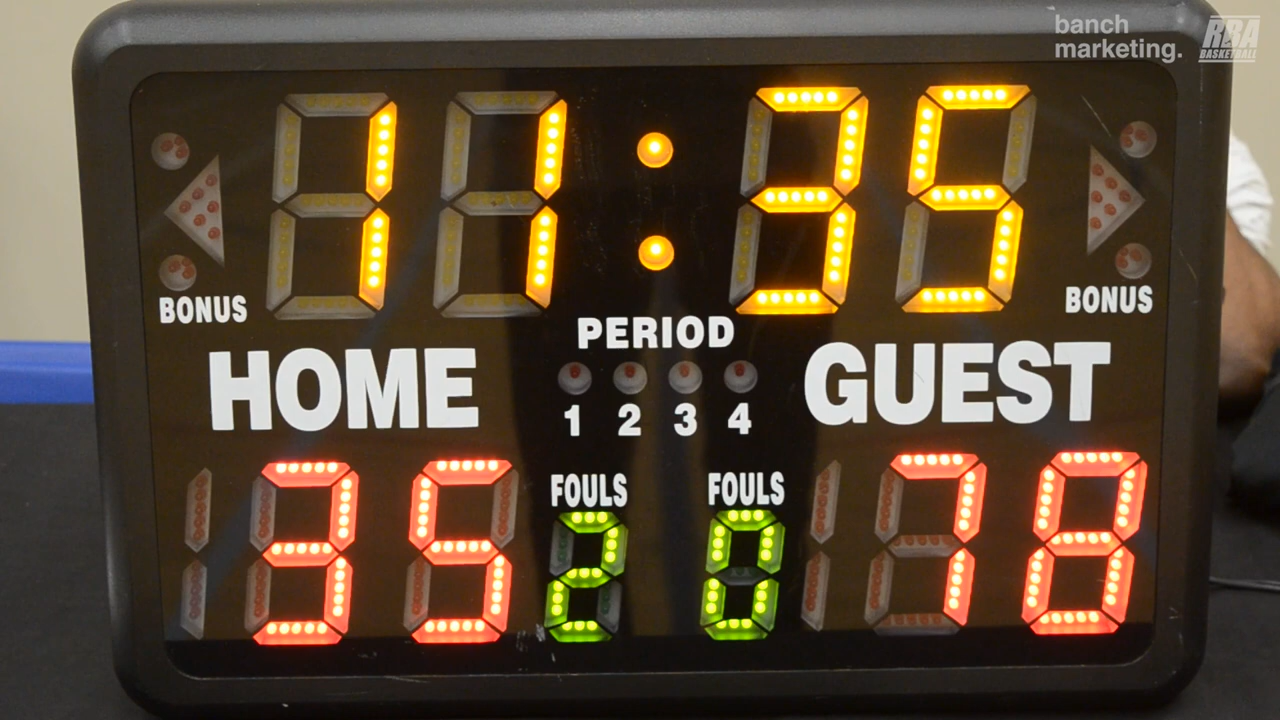 banch
marketing.
RBA
BASKETBALL
11:35
BONUS
BONUS
PERIOD
HOME
GUEST
1 2 3 4
FOULS
FOULS
35
2
0
78